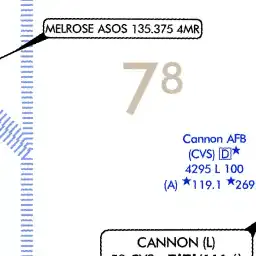 MELROSE ASOS 135.375 4MR
7⁸
Cannon AFB
(CVS) D★
4295 L 100
(A) ★119.1 ★269
CANNON (L)